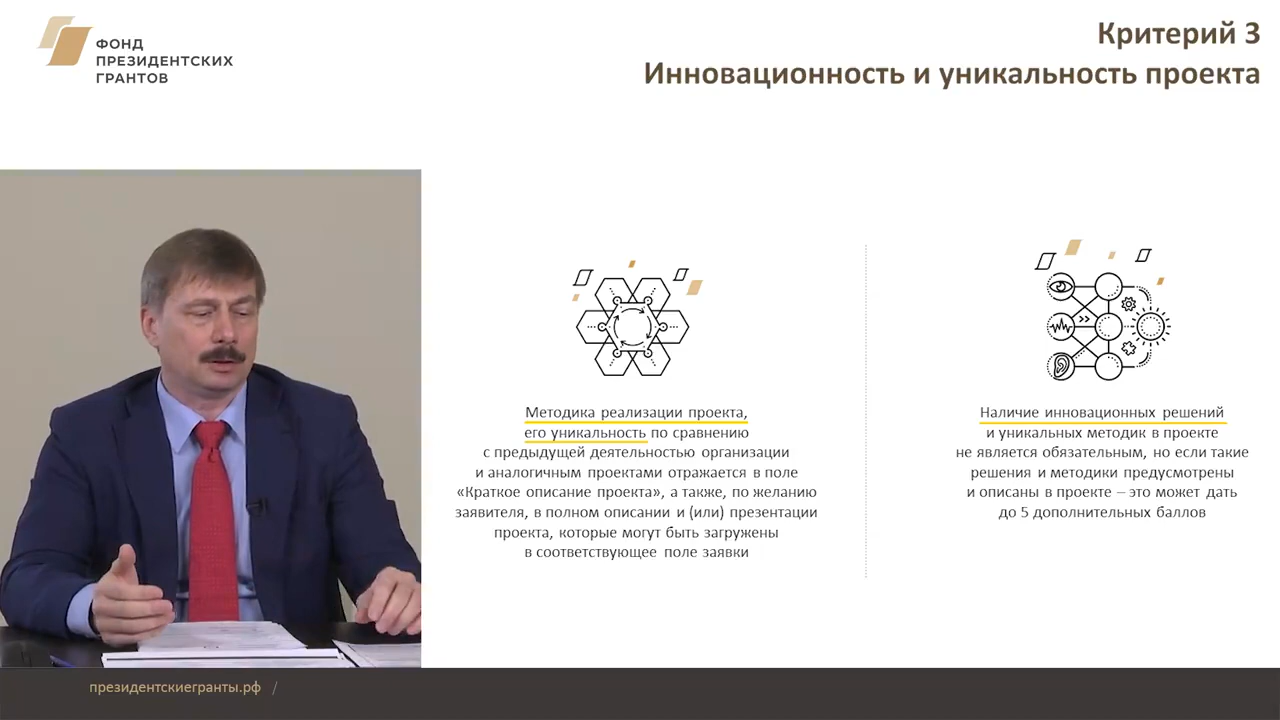 ФОНД
ПРЕЗИДЕНТСКИХ
ГРАНТОВ
Критерий 3
Инновационность и уникальность проекта
Методика реализации проекта,
его уникальность по сравнению
с предыдущей деятельностью организации
и аналогичным проектами отражается в поле
«Краткое описание проекта», а также, по желанию
заявителя, в полном описании и (или) презентации
проекта, которые могут быть загружены
в соответствующее поле заявки
Наличие инновационных решений
и уникальных методик в проекте
не является обязательным, но если такие
решения и методики предусмотрены
и описаны в проекте – это может дать
до 5 дополнительных баллов
президентскиегранты.рф /